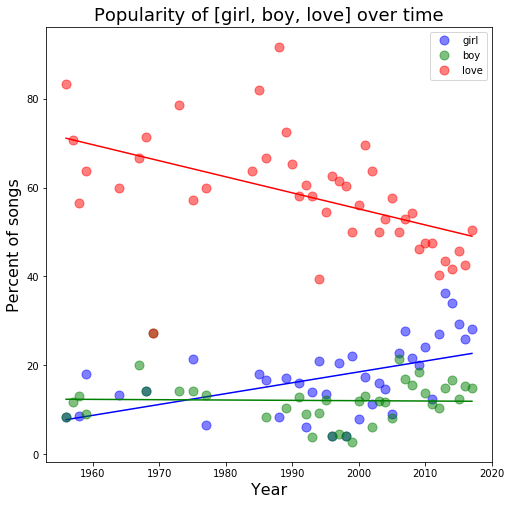 Popularity of [girl, boy, love] over time
girl
boy
love
Percent of songs
80
60
40
20
0
1960
1970
1980
1990
2000
2010
2020
Year